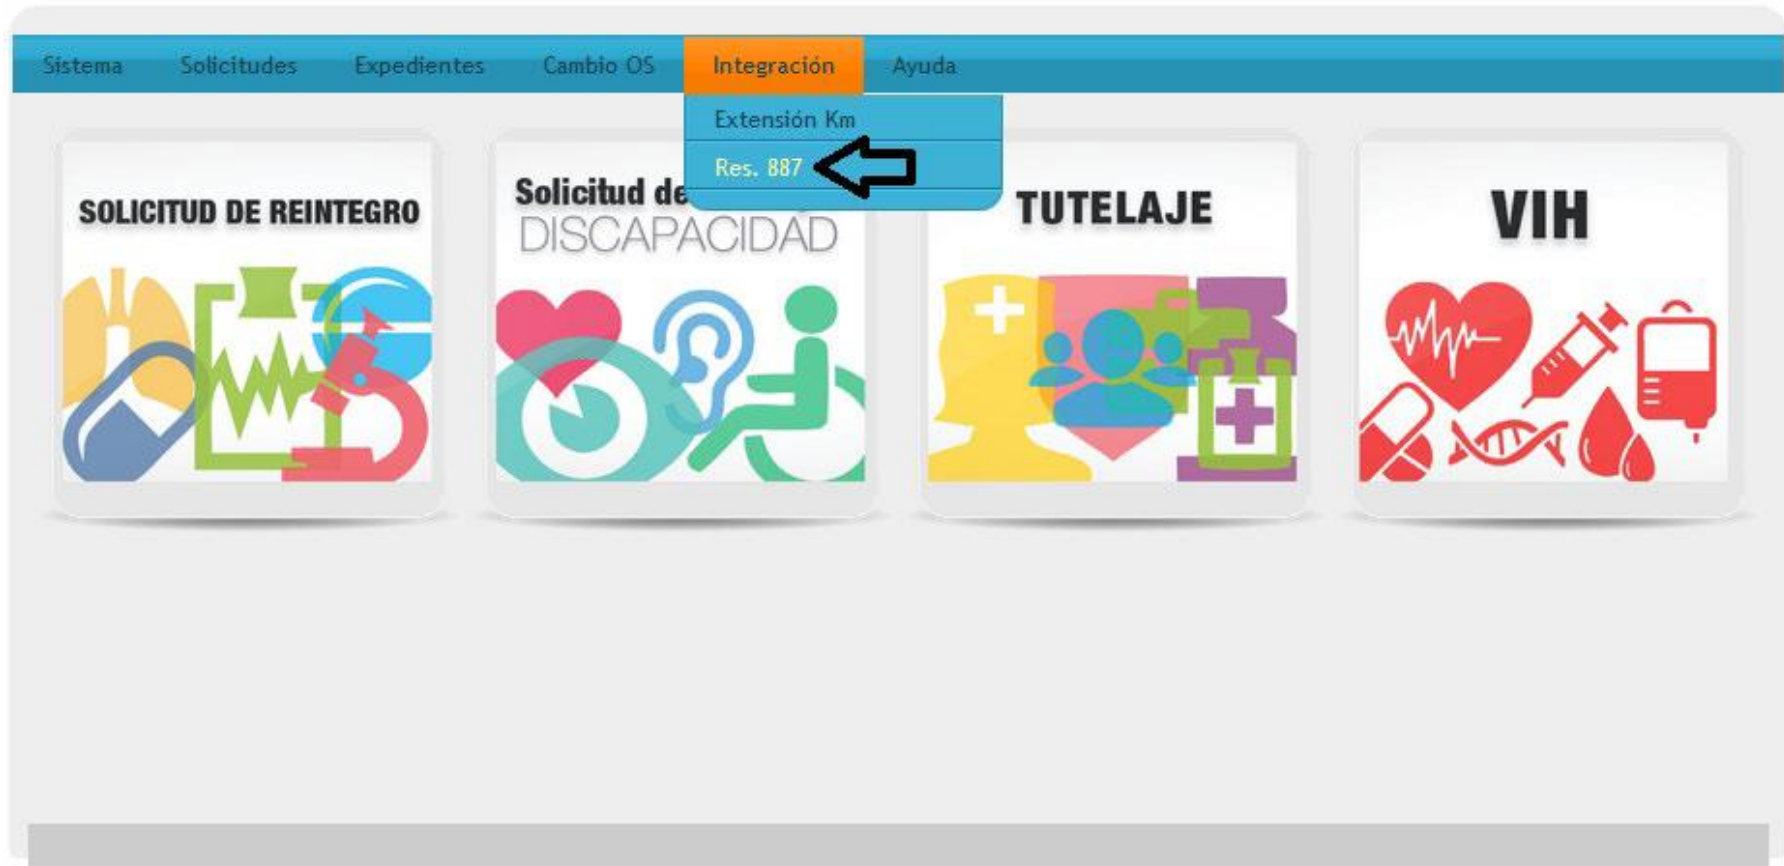 Sistema Solicitudes Expedientes Cambio OS Integración Ayuda
Extensión Km
Res. 887
SOLICITUD DE REINTEGRO
Solicitud de
DISCAPACIDAD
TUTELAJE
VIH